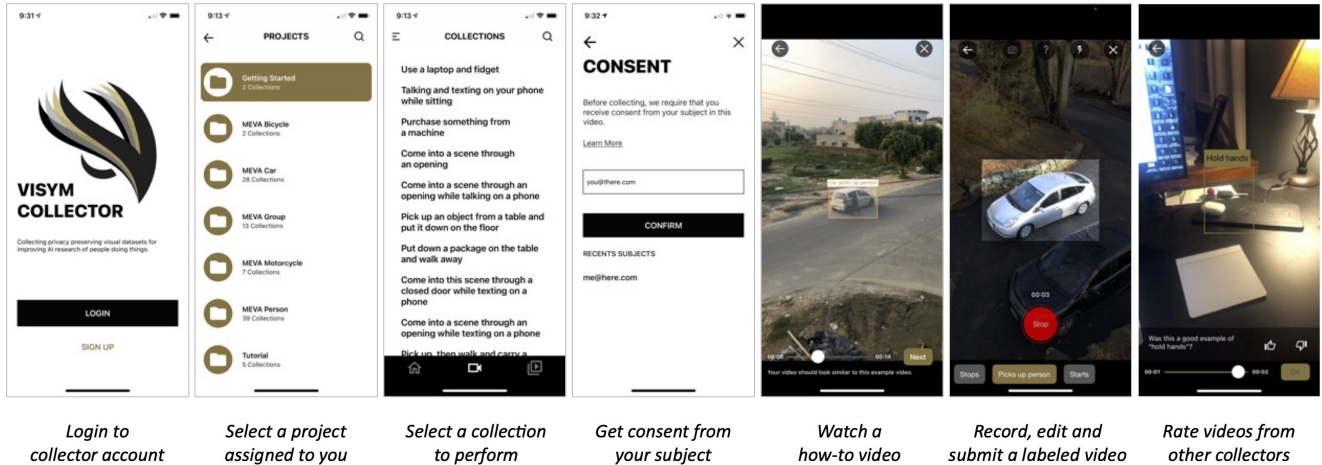 9:31
VISYM
COLLECTOR
Collecting privacy preserving visual datasets for
improving AI research of people doing things.
LOGIN
SIGN UP
Login to
collector account
9:13
PROJECTS
Getting Started
2 Collections
MEVA Bicycle
2 Collections
MEVA Car
28 Collections
MEVA Group
13 Collections
MEVA Motorcycle
7 Collections
MEVA Person
39 Collections
Tutorial
5 Collections
Select a project
assigned to you
9:13
COLLECTIONS
Use a laptop and fidget
Talking and texting on your phone
while sitting
Purchase something from
a machine
Come into a scene through
an opening
Come into a scene through an
opening while talking on a phone
Pick up an object from a table and
put it down on the floor
Put down a package on the table
and walk away
Come into this scene through a
closed door while texting on a
phone
Come into a scene through an
opening while texting on a phone
Pick up, then walk and carry a
Select a collection
to perform
9:32
CONSENT
Before collecting, we require that you
receive consent from your subject in this
video.
Learn More
you@there.com
CONFIRM
RECENTS SUBJECTS
me@here.com
Get consent from
your subject
Car picks up person
00:14
Next
Your video should look similar to this example video.
Watch a
how-to video
?
00:03
Stop
Stops
Picks up person
Starts
Record, edit and
submit a labeled video
Hold hands
Was this a good example of
"hold hands"?
00:01
00:02
Rate videos from
other collectors